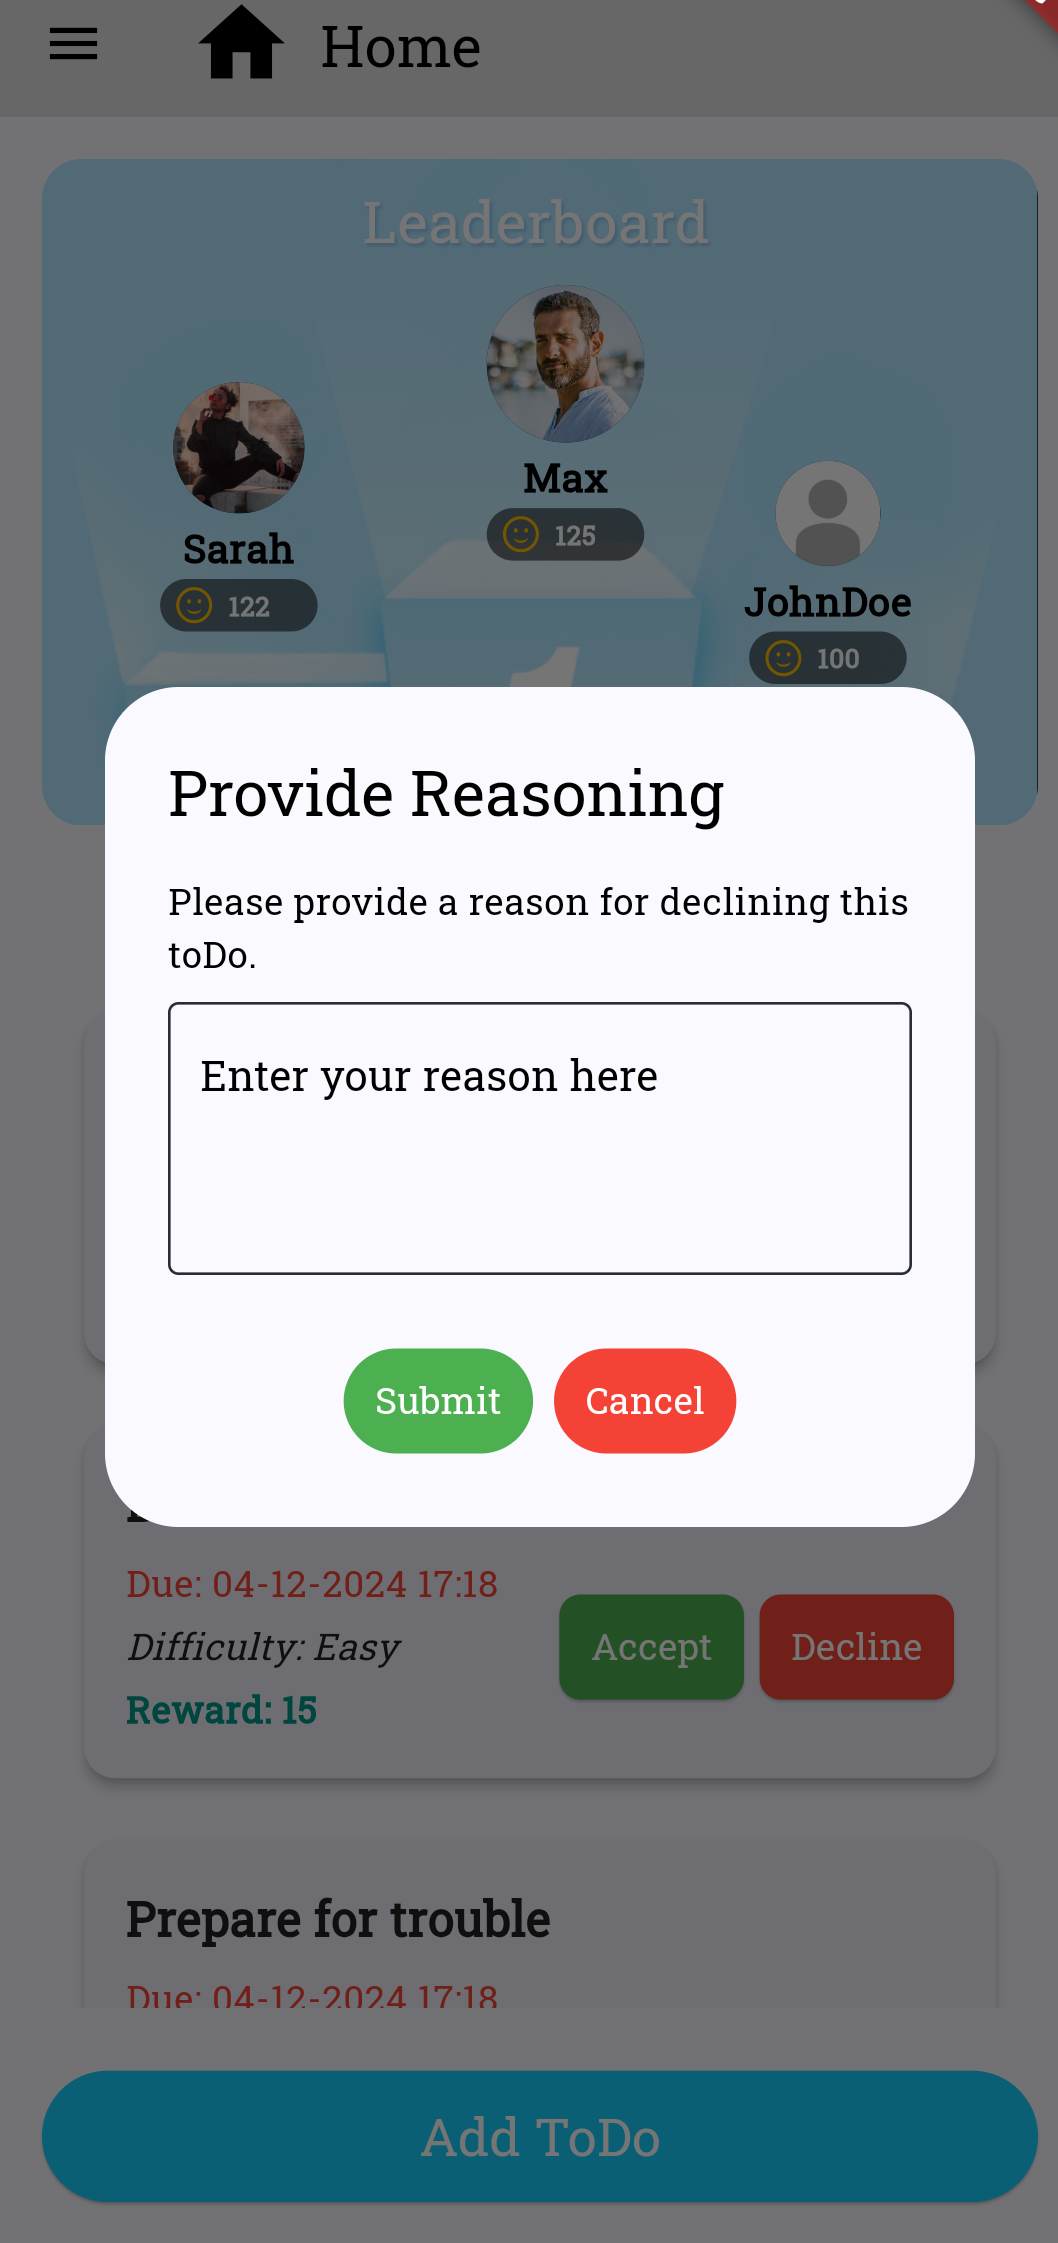 Home
Leaderboard
Max
125
Sarah
122
JohnDoe
100
1
Provide Reasoning
Please provide a reason for declining this
toDo.
Enter your reason here
Submit Cancel
Due: 04-12-2024 17:18
Difficulty: Easy
Reward: 15
Accept Decline
Prepare for trouble
Due: 04-12-2024 17:18
Add ToDo